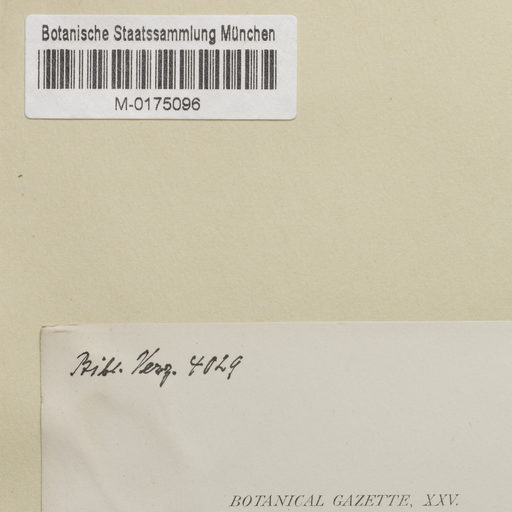 Botanische Staatssammlung München
M-0175096
Bibl. Verz. 4029
BOTANICAL GAZETTE, XXV.